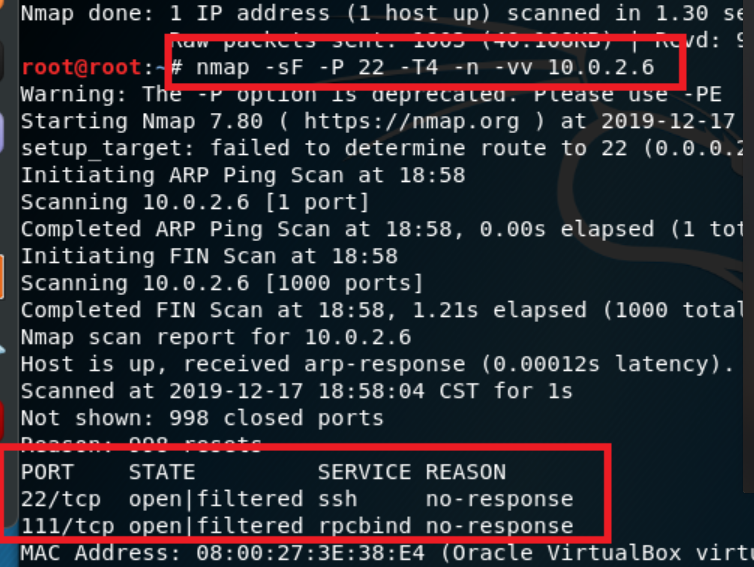 Nmap done: 1 IP address (1 host up) scanned in 1.30 se
Raw packets sent: 1003 (40.108KB) | Rcvd: 9
root@root:~# nmap -sF -P 22 -T4 -n -vv 10.0.2.6
Warning: The -P option is deprecated. Please use -PE
Starting Nmap 7.80 ( https://nmap.org ) at 2019-12-17
setup_target: failed to determine route to 22 (0.0.0.2
Initiating ARP Ping Scan at 18:58
Scanning 10.0.2.6 [1 port]
Completed ARP Ping Scan at 18:58, 0.00s elapsed (1 tot
Initiating FIN Scan at 18:58
Scanning 10.0.2.6 [1000 ports]
Completed FIN Scan at 18:58, 1.21s elapsed (1000 total
Nmap scan report for 10.0.2.6
Host is up, received arp-response (0.00012s latency).
Scanned at 2019-12-17 18:58:04 CST for 1s
Not shown: 998 closed ports
Reason: 998 resets
PORT STATE SERVICE REASON
22/tcp open|filtered ssh no-response
111/tcp open|filtered rpcbind no-response
MAC Address: 08:00:27:3E:38:E4 (Oracle VirtualBox virtu